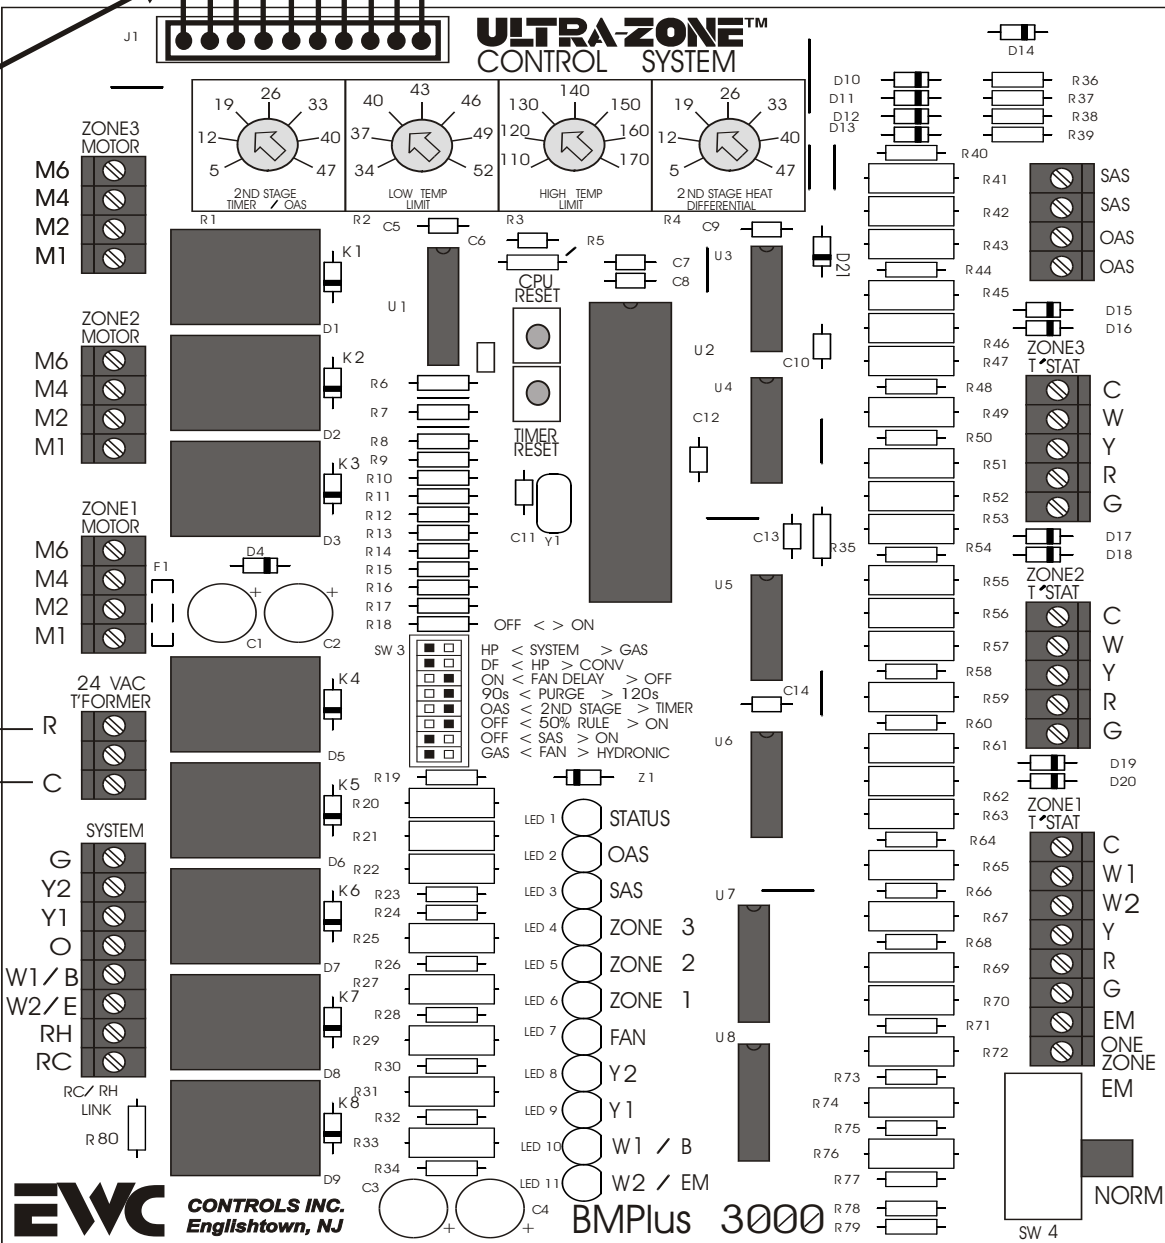 J1
ULTRA-ZONE™
CONTROL SYSTEM
D14
5 12 19 26 33 40 47
2ND STAGE
TIMER / OAS
34 37 40 43 46 49 52
LOW TEMP
LIMIT
110 120 130 140 150 160 170
HIGH TEMP
LIMIT
5 12 19 26 33 40 47
2ND STAGE HEAT
DIFFERENTIAL
R1
R2
R3
R4
ZONE3
MOTOR
M6
M4
M2
M1
ZONE2
MOTOR
M6
M4
M2
M1
ZONE1
MOTOR
M6
M4
M2
M1
F1
24 VAC
T'FORMER
R
C
SYSTEM
G
Y2
Y1
O
W1/B
W2/E
RH
RC
RC/RH
LINK
R80
K1
D1
K2
D2
K3
D3
D4
+
+
C1
C2
K4
D5
K5
D6
K6
D7
K7
D8
K8
D9
C5
C6
R5
U1
CPU
RESET
TIMER
RESET
C7
C8
U2
C11
Y1
R6
R7
R8
R9
R10
R11
R12
R13
R14
R15
R16
R17
R18
OFF < > ON
SW 3
HP < SYSTEM > GAS
DF < HP > CONV
ON < FAN DELAY > OFF
90s < PURGE > 120s
OAS < 2ND STAGE > TIMER
OFF < 50% RULE > ON
OFF < SAS > ON
GAS < FAN > HYDRONIC
Z1
R19
R20
R21
R22
R23
R24
R25
R26
R27
R28
R29
R30
R31
R32
R33
R34
LED 1 STATUS
LED 2 OAS
LED 3 SAS
LED 4 ZONE 3
LED 5 ZONE 2
LED 6 ZONE 1
LED 7 FAN
LED 8 Y2
LED 9 Y1
LED 10 W1 / B
LED 11 W2 / EM
C3
+
C4
+
C9
U3
D21
C10
U4
C12
C13
R35
U5
C14
U6
U7
U8
D10
D11
D12
D13
R36
R37
R38
R39
R40
R41
R42
R43
R44
R45
R46
R47
R48
R49
R50
R51
R52
R53
R54
R55
R56
R57
R58
R59
R60
R61
R62
R63
R64
R65
R66
R67
R68
R69
R70
R71
R72
R73
R74
R75
R76
R77
R78
R79
SAS
SAS
OAS
OAS
D15
D16
ZONE3
T'STAT
C
W
Y
R
G
D17
D18
ZONE2
T'STAT
C
W
Y
R
G
D19
D20
ZONE1
T'STAT
C
W1
W2
Y
R
G
EM
ONE
ZONE
EM
NORM
SW 4
EWC
CONTROLS INC.
Englishtown, NJ
BMPlus 3000